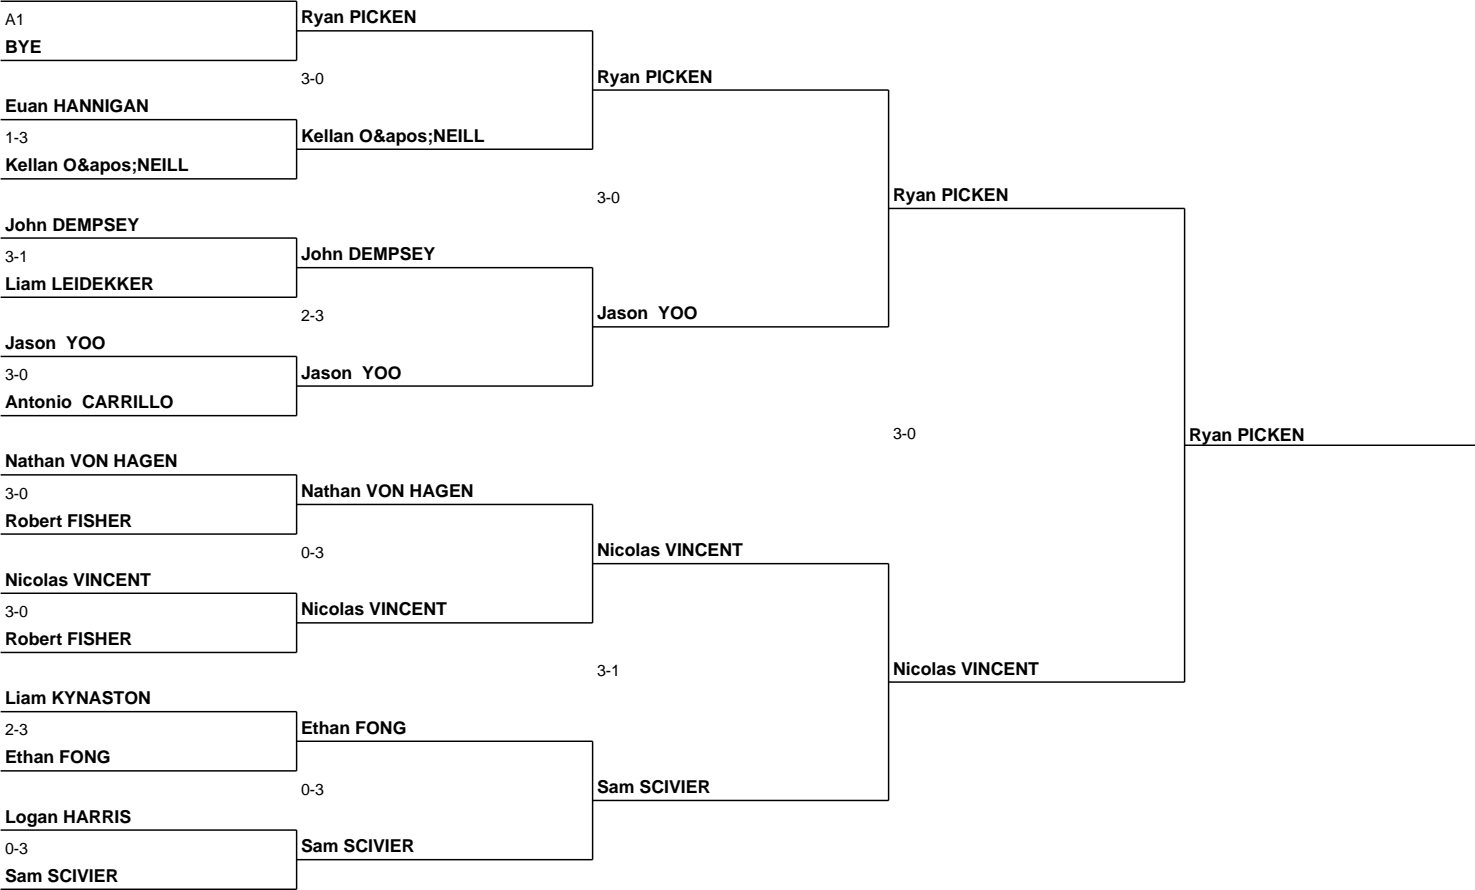 A1
BYE
Euan HANNIGAN
1-3
Kellan O&apos;NEILL
John DEMPSEY
3-1
Liam LEIDEKKER
Jason  YOO
3-0
Antonio  CARRILLO
Nathan VON HAGEN
3-0
Robert FISHER
Nicolas VINCENT
3-0
Robert FISHER
Liam KYNASTON
2-3
Ethan FONG
Logan HARRIS
0-3
Sam SCIVIER
Ryan PICKEN
3-0
Kellan O&apos;NEILL
John DEMPSEY
2-3
Jason  YOO
Nathan VON HAGEN
0-3
Nicolas VINCENT
Ethan FONG
0-3
Sam SCIVIER
Ryan PICKEN
3-0
Jason  YOO
Nicolas VINCENT
3-1
Sam SCIVIER
Ryan PICKEN
3-0
Nicolas VINCENT
Ryan PICKEN